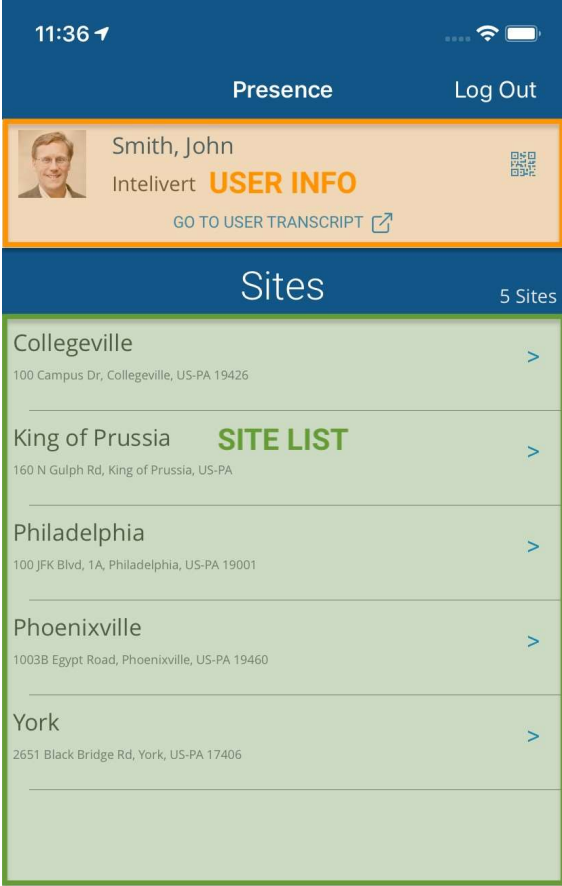 11:36
Presence
Log Out
Smith, John
Intelivert USER INFO
GO TO USER TRANSCRIPT
Sites
5 Sites
Collegeville
100 Campus Dr, Collegeville, US-PA 19426
>
King of Prussia SITE LIST
160 N Gulph Rd, King of Prussia, US-PA
>
Philadelphia
100 JFK Blvd, 1A, Philadelphia, US-PA 19001
>
Phoenixville
1003B Egypt Road, Phoenixville, US-PA 19460
>
York
2651 Black Bridge Rd, York, US-PA 17406
>